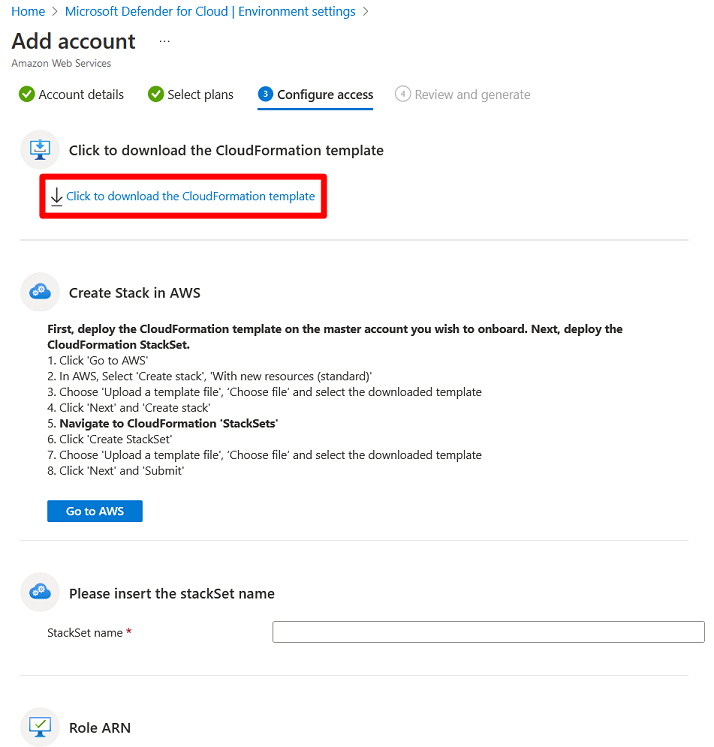 Home > Microsoft Defender for Cloud | Environment settings >
Add account ...
Amazon Web Services
Account details
Select plans
3 Configure access
4 Review and generate
Click to download the CloudFormation template
Click to download the CloudFormation template
Create Stack in AWS
First, deploy the CloudFormation template on the master account you wish to onboard. Next, deploy the
CloudFormation StackSet.
1. Click 'Go to AWS'
2. In AWS, Select 'Create stack', 'With new resources (standard)'
3. Choose 'Upload a template file', 'Choose file' and select the downloaded template
4. Click 'Next' and 'Create stack'
5. Navigate to CloudFormation 'StackSets'
6. Click 'Create StackSet'
7. Choose 'Upload a template file', 'Choose file' and select the downloaded template
8. Click 'Next' and 'Submit'
Go to AWS
Please insert the stackSet name
StackSet name *
Role ARN